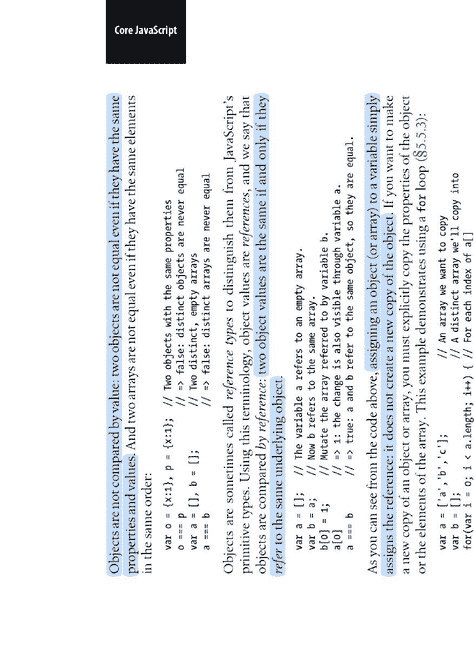 Core JavaScript
Objects are not compared by value: two objects are not equal even if they have the same
properties and values. And two arrays are not equal even if they have the same elements
in the same order:
var o = {x:1}, p = {x:1}; // Two objects with the same properties
o === p // => false: distinct objects are never equal
var a = [], b = []; // Two distinct, empty arrays
a === b // => false: distinct arrays are never equal
Objects are sometimes called reference types to distinguish them from JavaScript's
primitive types. Using this terminology, object values are references, and we say that
objects are compared by reference: two object values are the same if and only if they
refer to the same underlying object.
var a = []; // The variable a refers to an empty array.
var b = a; // Now b refers to the same array.
b[0] = 1; // Mutate the array referred to by variable b.
a[0] // => 1: the change is also visible through variable a.
a === b // => true: a and b refer to the same object, so they are equal.
As you can see from the code above, assigning an object (or array) to a variable simply
assigns the reference: it does not create a new copy of the object. If you want to make
a new copy of an object or array, you must explicitly copy the properties of the object
or the elements of the array. This example demonstrates using a for loop (§5.5.3):
var a = ['a','b','c']; // An array we want to copy
var b = []; // A distinct array we'll copy into
for(var i = 0; i < a.length; i++) { // For each index of a[]